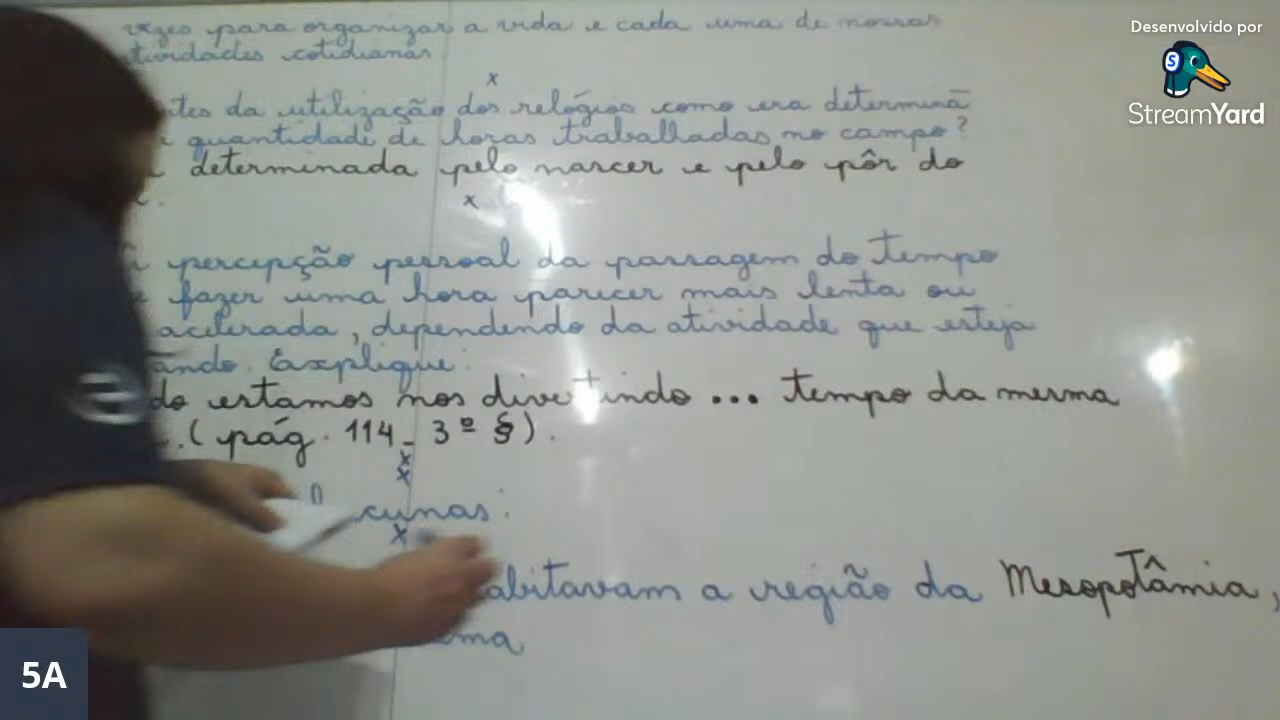 vezes para organizar a vida e cada uma de nossas
tividades cotidianas
x
tes da utilização dos relógios como era determina
quantidade de horas trabalhadas no campo?
determinada pelo nascer e pelo pôr do
x
percepção pessoal da passagem do tempo
fazer uma hora parecer mais lenta ou
acelerada, dependendo da atividade que esteja
ando. Explique:
do estamos nos divertindo ... tempo da mesma
. (pág. 114 - 3º §).
x
x
cunas:
x
abitavam a região da Mesopotâmia,
ma
Desenvolvido por
StreamYard
5A